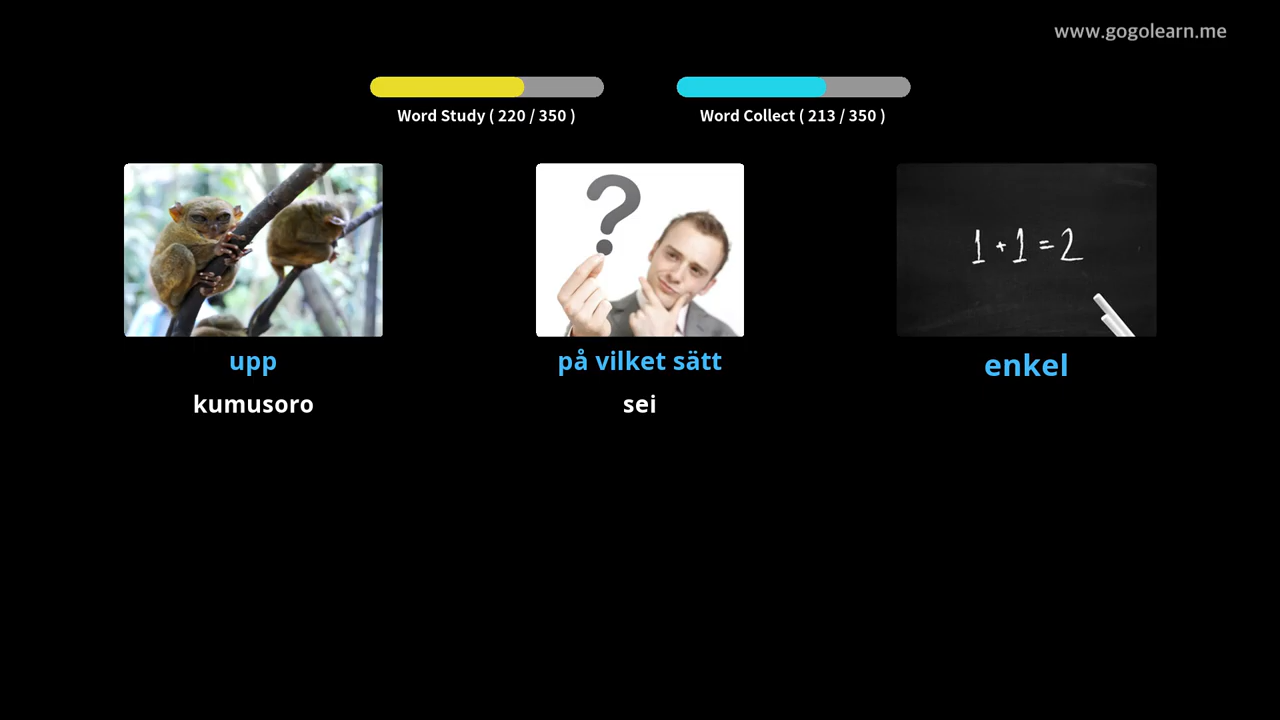 www.gogolearn.me
Word Study ( 220 / 350 )
Word Collect ( 213 / 350 )
1 + 1 = 2
upp
på vilket sätt
enkel
kumusoro
sei